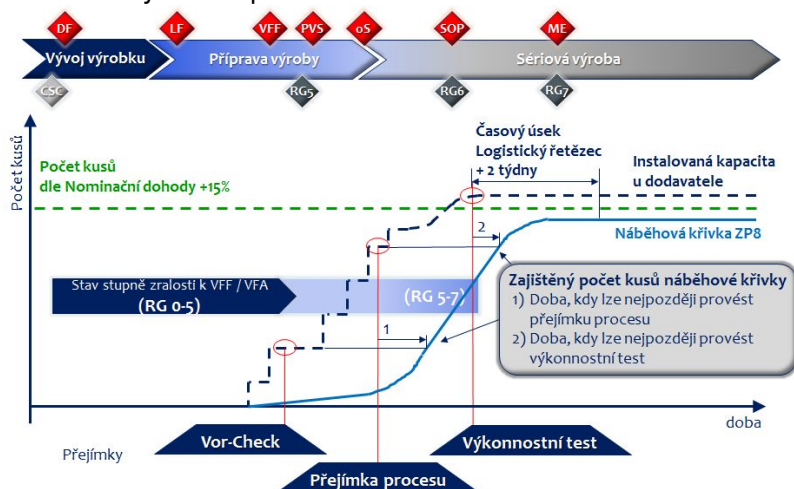 DF
LF
VFF
PVS
oS
SOP
ME
Vývoj výrobku
Příprava výroby
Sériová výroba
CSC
RG5
RG6
RG7
Počet kusů
Počet kusů
dle Nominační dohody +15%
Časový úsek
Logistický řetězec
+ 2 týdny
Instalovaná kapacita
u dodavatele
Náběhová křivka ZP8
2
Stav stupně zralosti k VFF / VFA
(RG 0-5)
(RG 5-7)
1
Zajištěný počet kusů náběhové křivky
1) Doba, kdy lze nejpozději provést
přejímku procesu
2) Doba, kdy lze nejpozději provést
výkonnostní test
doba
Přejímky
Vor-Check
Výkonnostní test
Přejímka procesu